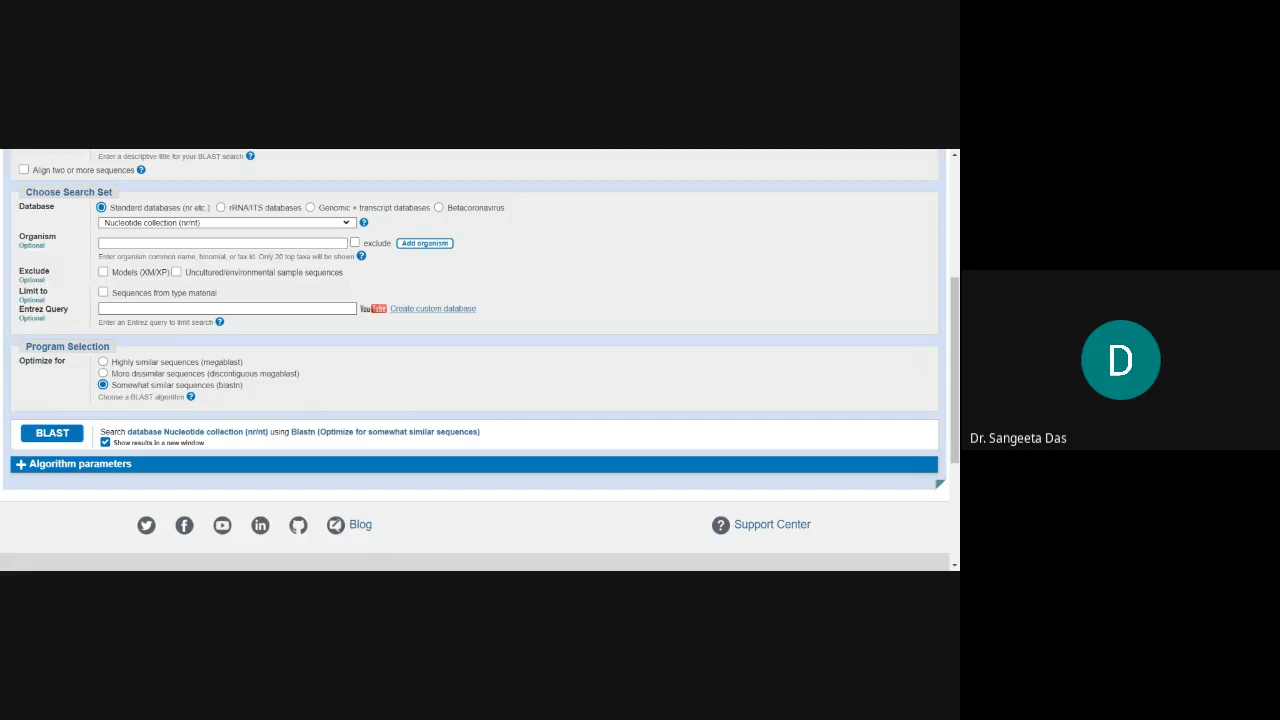 Enter a descriptive title for your BLAST search ?
Align two or more sequences ?
Choose Search Set
Database
Standard databases (nr etc.) rRNA/ITS databases Genomic + transcript databases Betacoronavirus
Nucleotide collection (nr/nt) ?
Organism
Optional
exclude Add organism
Enter organism common name, binomial, or tax id. Only 20 top taxa will be shown ?
Exclude
Optional
Models (XM/XP) Uncultured/environmental sample sequences
Limit to
Optional
Sequences from type material
Entrez Query
Optional
YouTube Create custom database
Enter an Entrez query to limit search ?
Program Selection
Optimize for
Highly similar sequences (megablast)
More dissimilar sequences (discontiguous megablast)
Somewhat similar sequences (blastn)
Choose a BLAST algorithm ?
BLAST
Search database Nucleotide collection (nr/nt) using Blastn (Optimize for somewhat similar sequences)
Show results in a new window
+ Algorithm parameters
Blog
? Support Center
D
Dr. Sangeeta Das